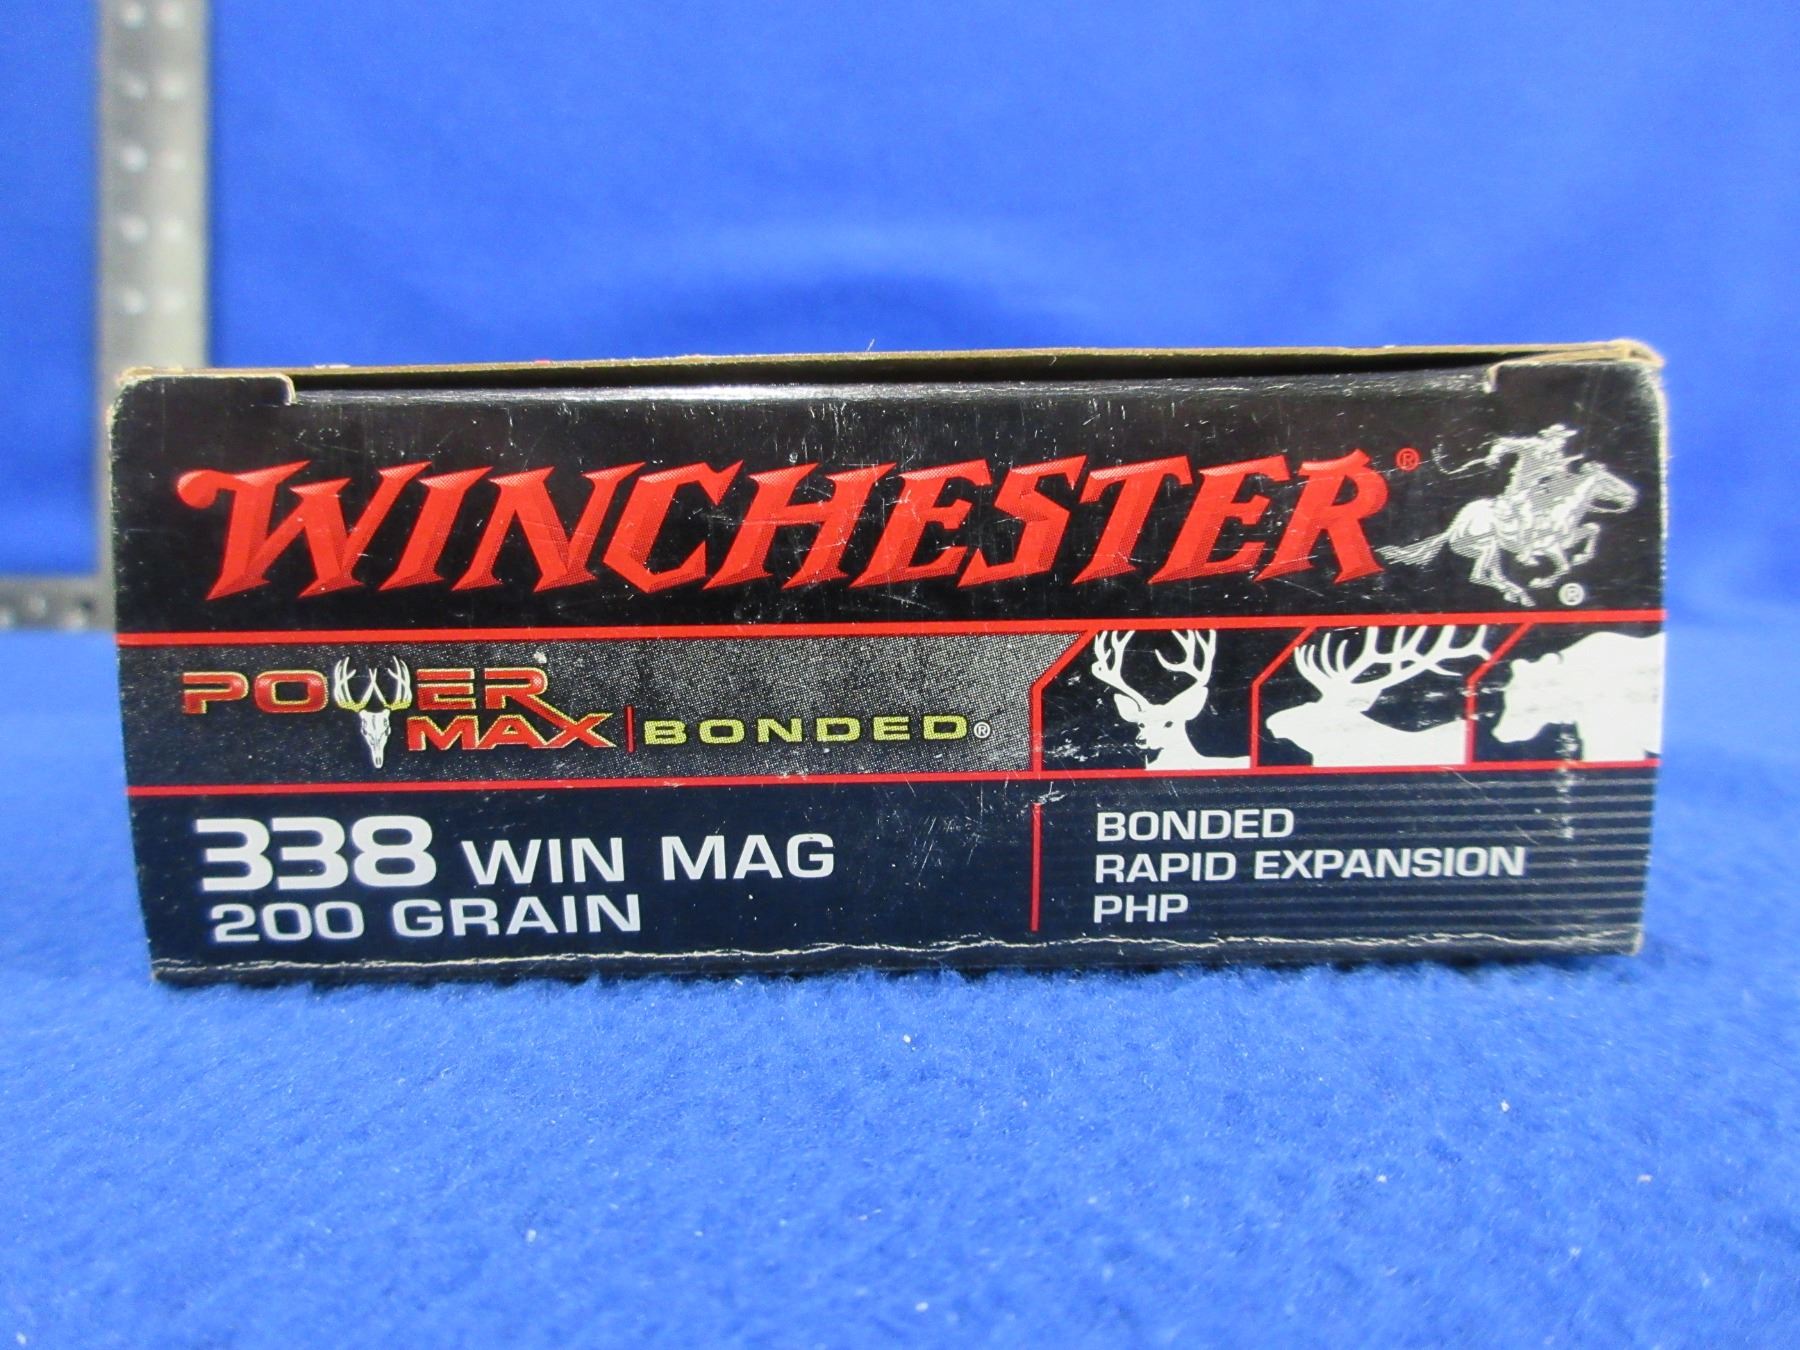 WINCHESTER®
®
POWER MAX | BONDED®
338 WIN MAG
200 GRAIN
BONDED
RAPID EXPANSION
PHP